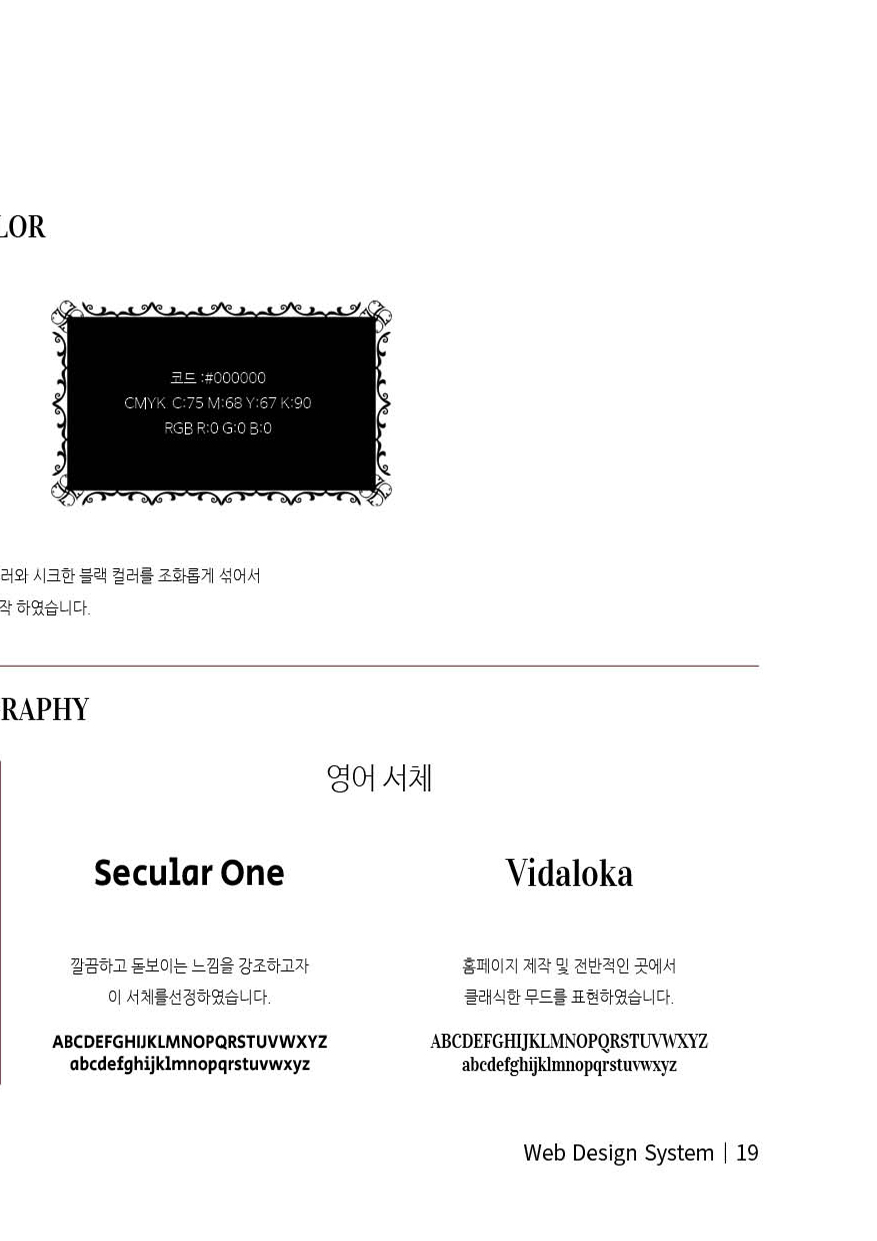 LOR
코드 :#000000
CMYK C:75 M:68 Y:67 K:90
RGB R:0 G:0 B:0
러와 시크한 블랙 컬러를 조화롭게 섞어서
작 하였습니다.
RAPHY
영어 서체
Secular One
깔끔하고 돋보이는 느낌을 강조하고자
이 서체를선정하였습니다.
ABCDEFGHIJKLMNOPQRSTUVWXYZ
abcdefghijklmnopqrstuvwxyz
Vidaloka
홈페이지 제작 및 전반적인 곳에서
클래식한 무드를 표현하였습니다.
ABCDEFGHIJKLMNOPQRSTUVWXYZ
abcdefghijklmnopqrstuvwxyz
Web Design System | 19